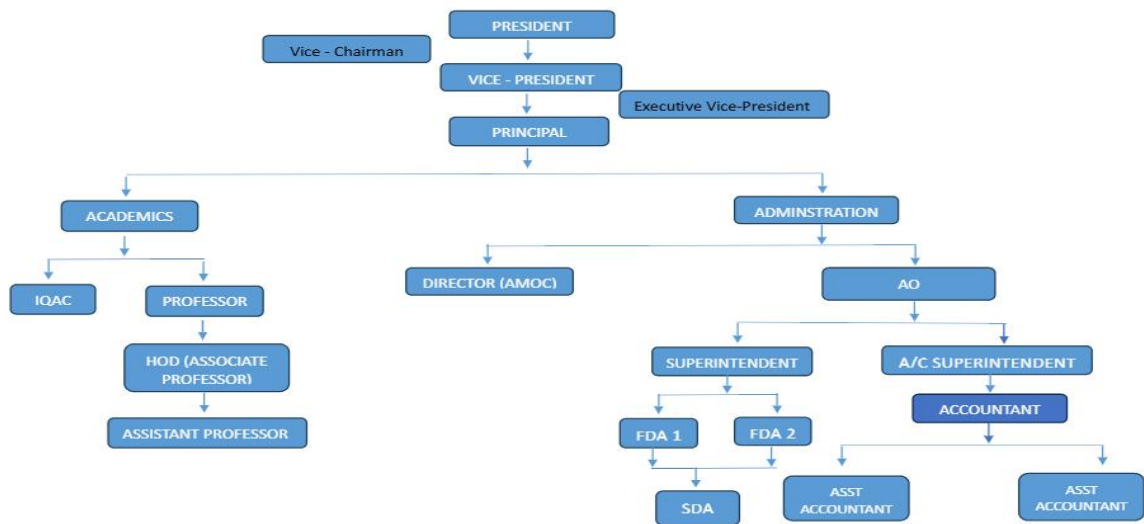 PRESIDENT
Vice - Chairman
VICE - PRESIDENT
Executive Vice-President
PRINCIPAL
ACADEMICS
ADMINSTRATION
IQAC
PROFESSOR
DIRECTOR (AMOC)
AO
HOD (ASSOCIATE
PROFESSOR)
SUPERINTENDENT
A/C SUPERINTENDENT
ACCOUNTANT
ASSISTANT PROFESSOR
FDA 1
FDA 2
SDA
ASST
ACCOUNTANT
ASST
ACCOUNTANT